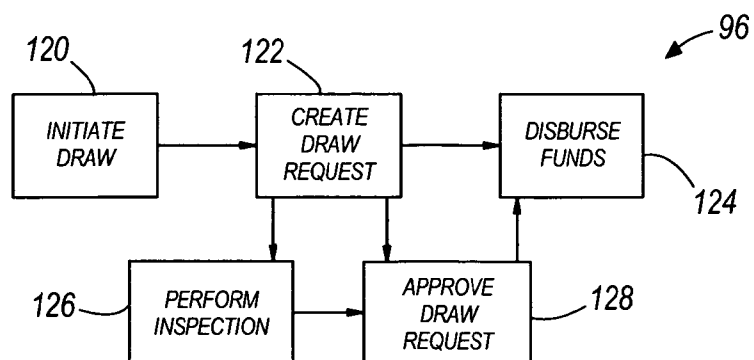 96
120
122
INITIATE
DRAW
CREATE
DRAW
REQUEST
DISBURSE
FUNDS
124
126
PERFORM
INSPECTION
APPROVE
DRAW
REQUEST
128